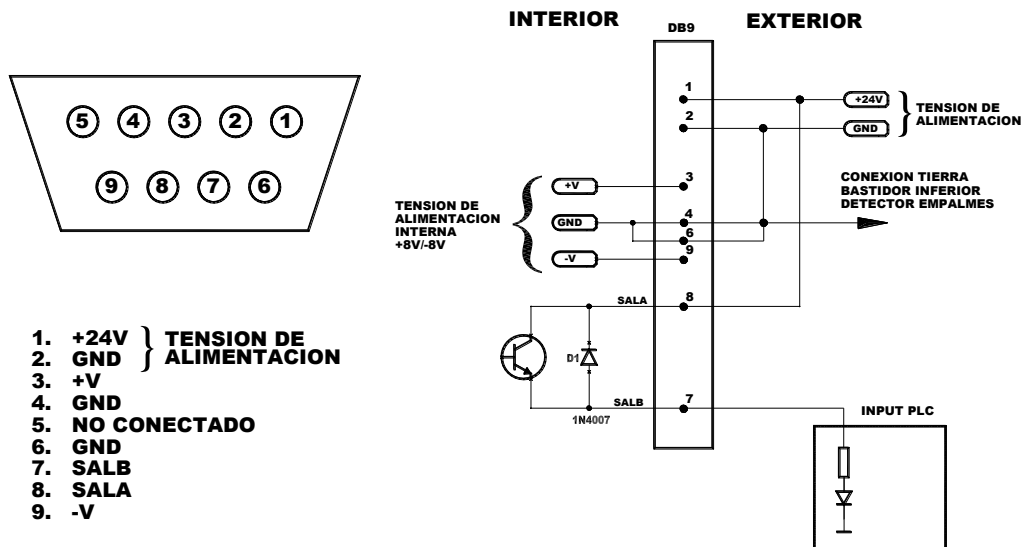 INTERIOR
DB9
EXTERIOR
5 4 3 2 1
9 8 7 6
1
2
3
4
6
9
8
7
+24V
GND
TENSION DE
ALIMENTACION
CONEXION TIERRA
BASTIDOR INFERIOR
DETECTOR EMPALMES
TENSION DE
ALIMENTACION
INTERNA
+8V/-8V
+V
GND
-V
SALA
D1
SALB
1N4007
INPUT PLC
1. +24V } TENSION DE
2. GND ALIMENTACION
3. +V
4. GND
5. NO CONECTADO
6. GND
7. SALB
8. SALA
9. -V